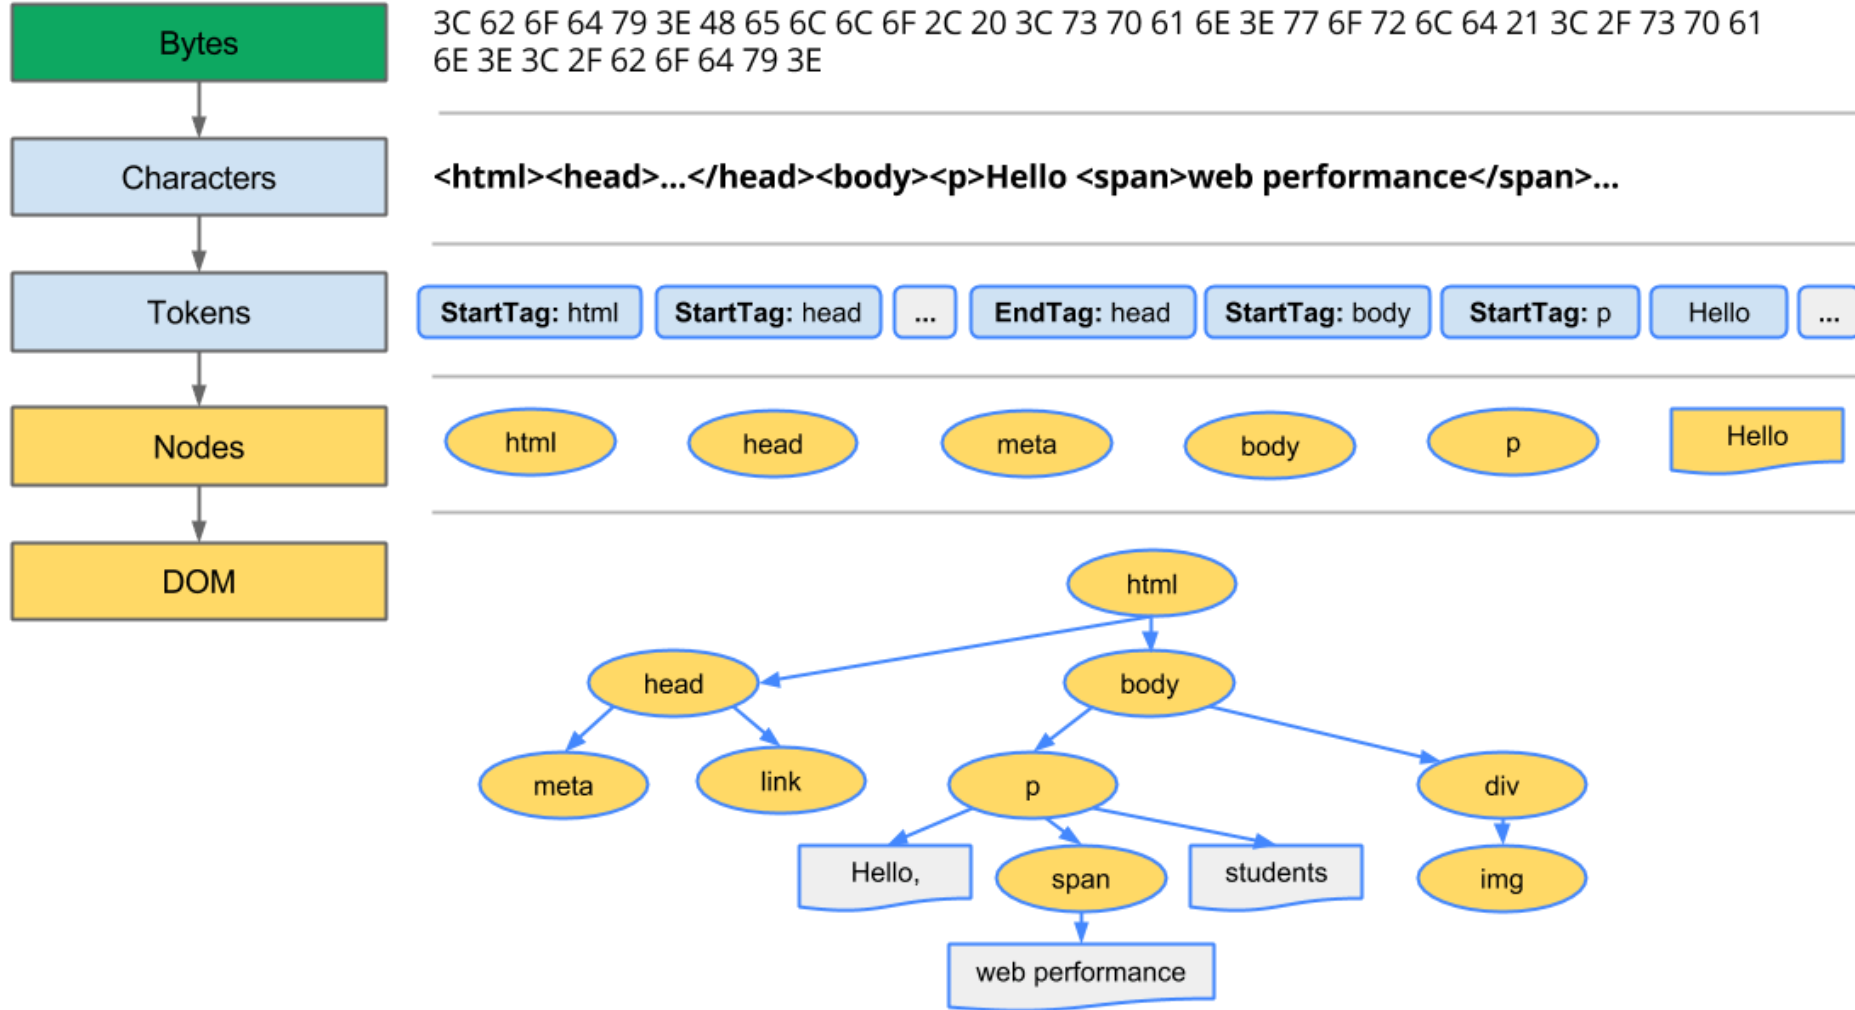 Bytes
3C 62 6F 64 79 3E 48 65 6C 6C 6F 2C 20 3C 73 70 61 6E 3E 77 6F 72 6C 64 21 3C 2F 73 70 61
6E 3E 3C 2F 62 6F 64 79 3E
Characters
<html><head>...</head><body><p>Hello <span>web performance</span>...
Tokens
StartTag: html
StartTag: head
...
EndTag: head
StartTag: body
StartTag: p
Hello
...
Nodes
html
head
meta
body
p
Hello
DOM
html
head
body
meta
link
p
div
Hello,
span
students
img
web performance